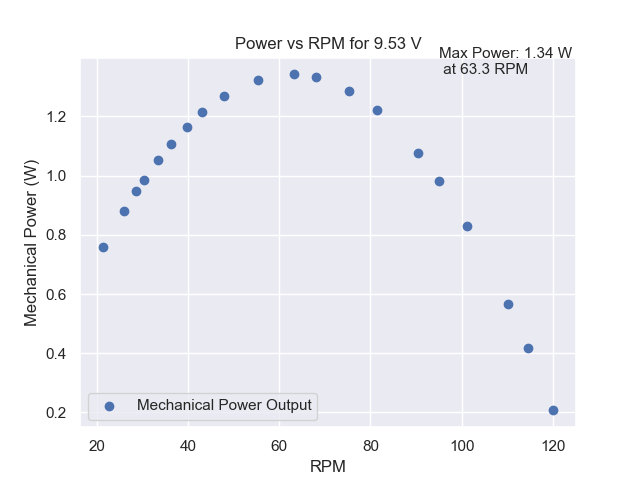 Power vs RPM for 9.53 V
Max Power: 1.34 W
at 63.3 RPM
Mechanical Power (W)
1.2
1.0
0.8
0.6
0.4
0.2
Mechanical Power Output
20 40 60 80 100 120
RPM